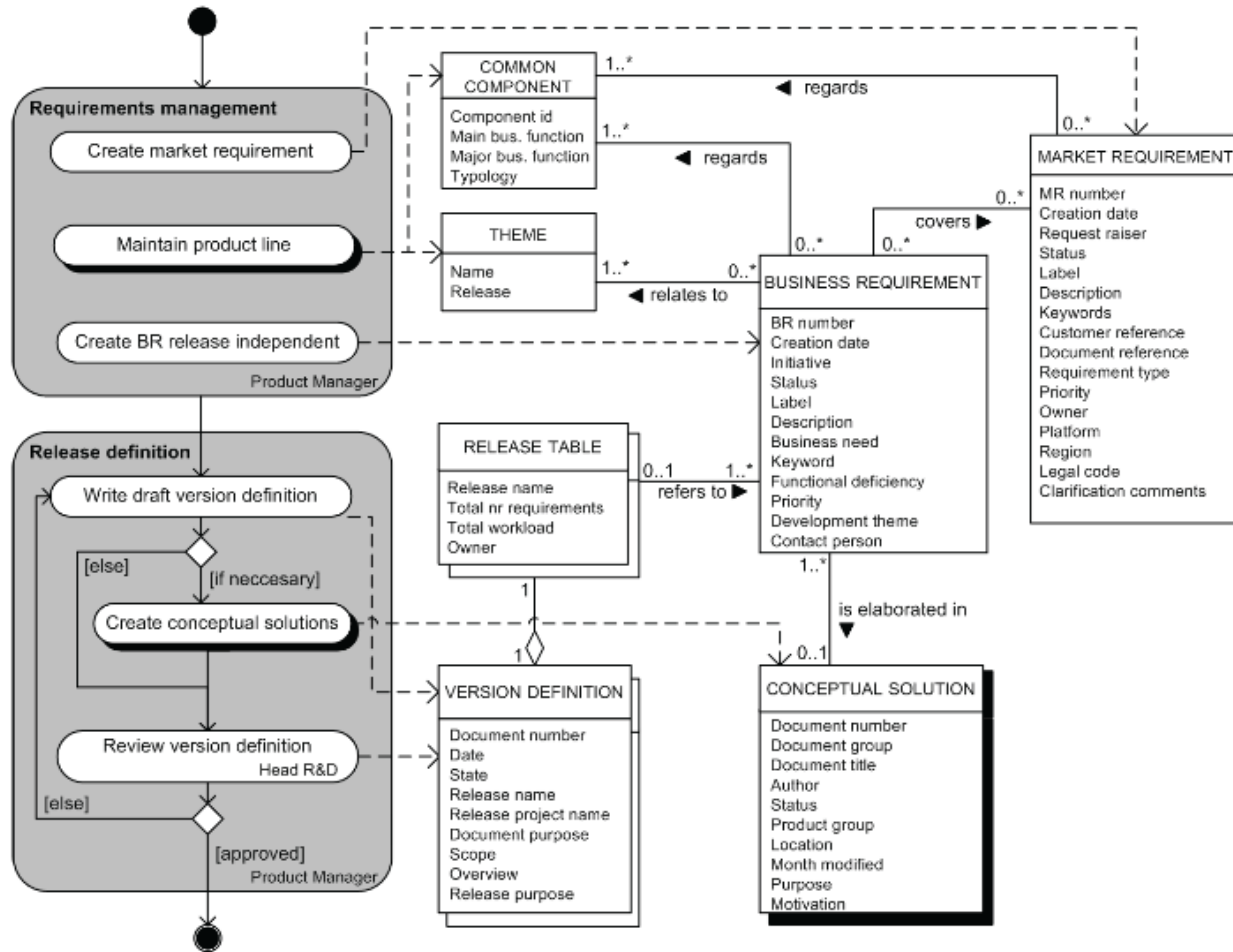 Requirements management
Create market requirement
Maintain product line
Create BR release independent
Product Manager
Release definition
Write draft version definition
[else]
[if neccesary]
Create conceptual solutions
Review version definition
Head R&D
[else]
[approved]
Product Manager
COMMON
COMPONENT
Component id
Main bus. function
Major bus. function
Typology
1..*
◄ regards
0..*
1..*
◄ regards
0..*
THEME
Name
Release
1..*
0..*
◄ relates to
MARKET REQUIREMENT
MR number
Creation date
Request raiser
Status
Label
Description
Keywords
Customer reference
Document reference
Requirement type
Priority
Owner
Platform
Region
Legal code
Clarification comments
0..*
covers ►
0..*
BUSINESS REQUIREMENT
BR number
Creation date
Initiative
Status
Label
Description
Business need
Keyword
Functional deficiency
Priority
Development theme
Contact person
RELEASE TABLE
Release name
Total nr requirements
Total workload
Owner
0..1
1..*
refers to ►
1
1
1..*
is elaborated in
▼
0..1
VERSION DEFINITION
Document number
Date
State
Release name
Release project name
Document purpose
Scope
Overview
Release purpose
CONCEPTUAL SOLUTION
Document number
Document group
Document title
Author
Status
Product group
Location
Month modified
Purpose
Motivation